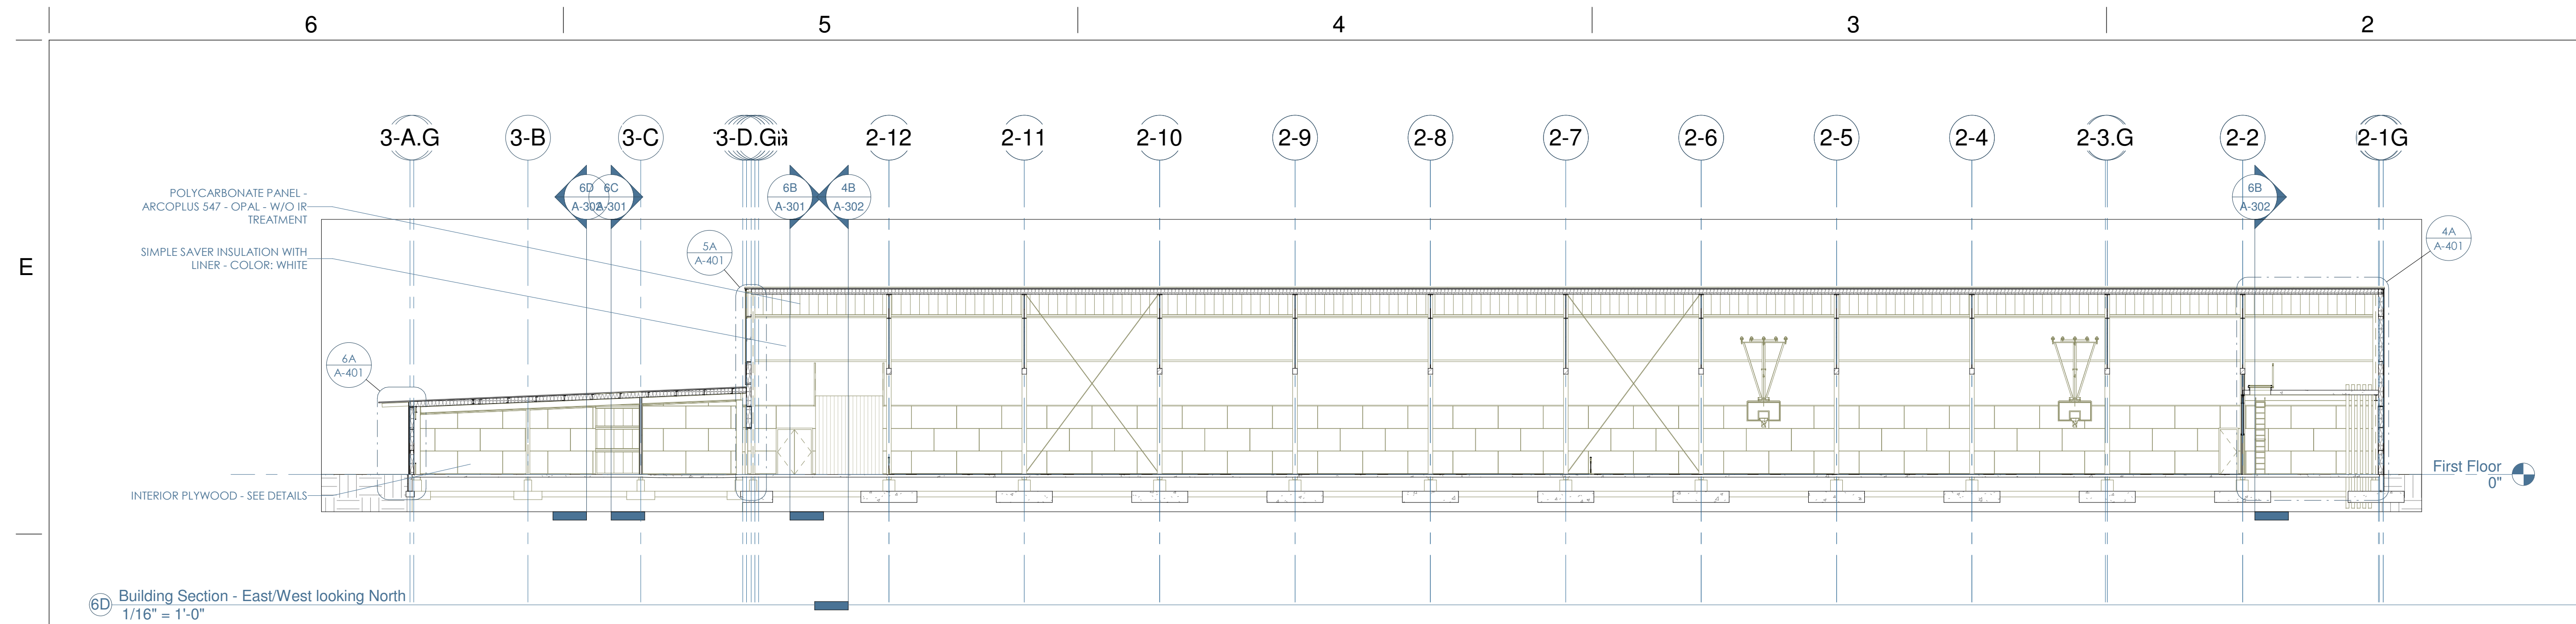 6 5 4 3 2
3-A.G 3-B 3-C 3-D.G 2-12 2-11 2-10 2-9 2-8 2-7 2-6 2-5 2-4 2-3.G 2-2 2-1G
6D 6C 6B 4B 6B
A-302 A-301 A-301 A-302 A-302
POLYCARBONATE PANEL -
ARCOPLUS 547 - OPAL - W/O IR
TREATMENT
5A
A-401
4A
A-401
SIMPLE SAVER INSULATION WITH
LINER - COLOR: WHITE
E
6A
A-401
First Floor
0"
INTERIOR PLYWOOD - SEE DETAILS
6D Building Section - East/West looking North
1/16" = 1'-0"